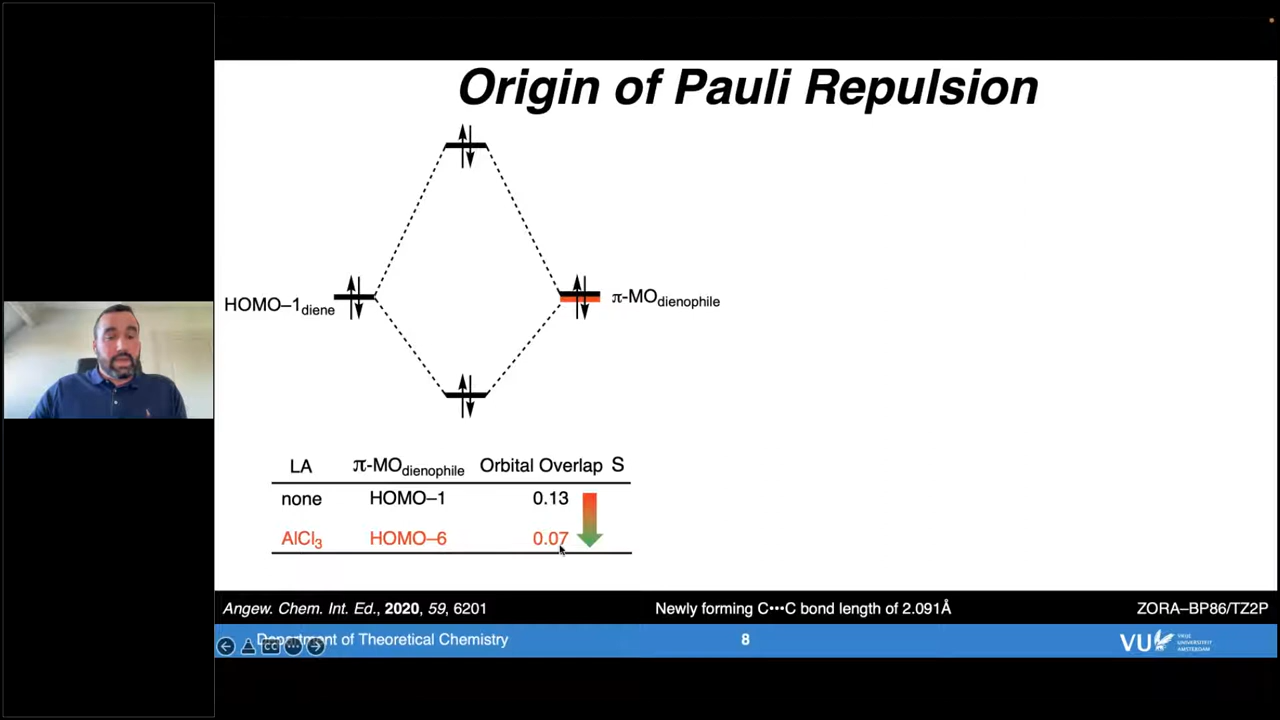 Origin of Pauli Repulsion
HOMO–1diene
π-MOdienophile
LA π-MOdienophile Orbital Overlap S
none HOMO–1 0.13
AlCl3 HOMO–6 0.07
Angew. Chem. Int. Ed., 2020, 59, 6201 Newly forming C•••C bond length of 2.091Å ZORA–BP86/TZ2P
Department of Theoretical Chemistry 8 VU VRIJE UNIVERSITEIT AMSTERDAM
CC